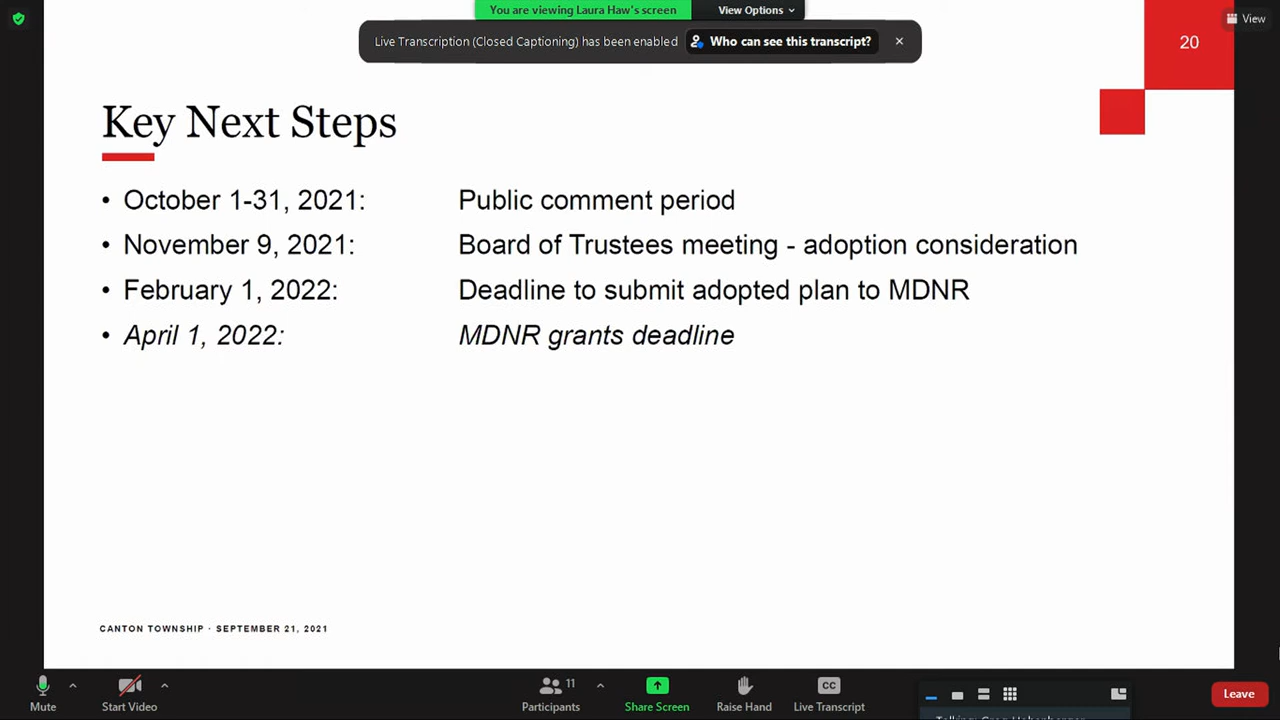 You are viewing Laura Haw's screen
View Options
View
Live Transcription (Closed Captioning) has been enabled
Who can see this transcript?
20
Key Next Steps
• October 1-31, 2021: Public comment period
• November 9, 2021: Board of Trustees meeting - adoption consideration
• February 1, 2022: Deadline to submit adopted plan to MDNR
• April 1, 2022: MDNR grants deadline
CANTON TOWNSHIP · SEPTEMBER 21, 2021
Mute
Start Video
11
Participants
Share Screen
Raise Hand
CC
Live Transcript
Leave